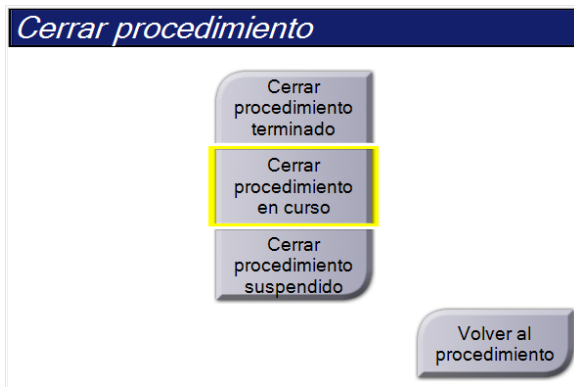 Cerrar procedimiento
Cerrar
procedimiento
terminado
Cerrar
procedimiento
en curso
Cerrar
procedimiento
suspendido
Volver al
procedimiento